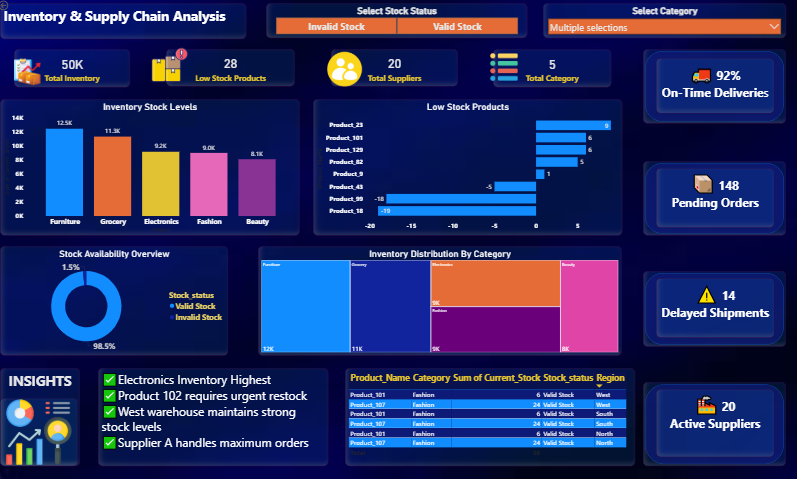 Inventory & Supply Chain Analysis
Select Stock Status
Invalid Stock
Valid Stock
Select Category
Multiple selections
50K
Total Inventory
28
Low Stock Products
20
Total Suppliers
5
Total Category
92%
On-Time Deliveries
Inventory Stock Levels
14K
12K
10K
8K
6K
4K
2K
0K
12.5K
11.3K
9.2K
9.0K
8.1K
Furniture
Grocery
Electronics
Fashion
Beauty
Low Stock Products
Product_23 9
Product_101 6
Product_129 6
Product_82 5
Product_9 1
Product_43 -5
Product_99 -18
Product_18 -19
-20 -15 -10 -5 0 5
148
Pending Orders
Stock Availability Overview
1.5%
98.5%
Stock_status
Valid Stock
Invalid Stock
Inventory Distribution By Category
Furniture
12K
Grocery
11K
Electronics
9K
Fashion
9K
Beauty
8K
14
Delayed Shipments
INSIGHTS
✅ Electronics Inventory Highest
✅ Product 102 requires urgent restock
✅ West warehouse maintains strong
stock levels
✅ Supplier A handles maximum orders
Product_Name Category Sum of Current_Stock Stock_status Region
Product_101 Fashion 6 Valid Stock West
Product_107 Fashion 24 Valid Stock West
Product_101 Fashion 6 Valid Stock South
Product_107 Fashion 24 Valid Stock South
Product_101 Fashion 6 Valid Stock North
Product_107 Fashion 24 Valid Stock North
20
Active Suppliers